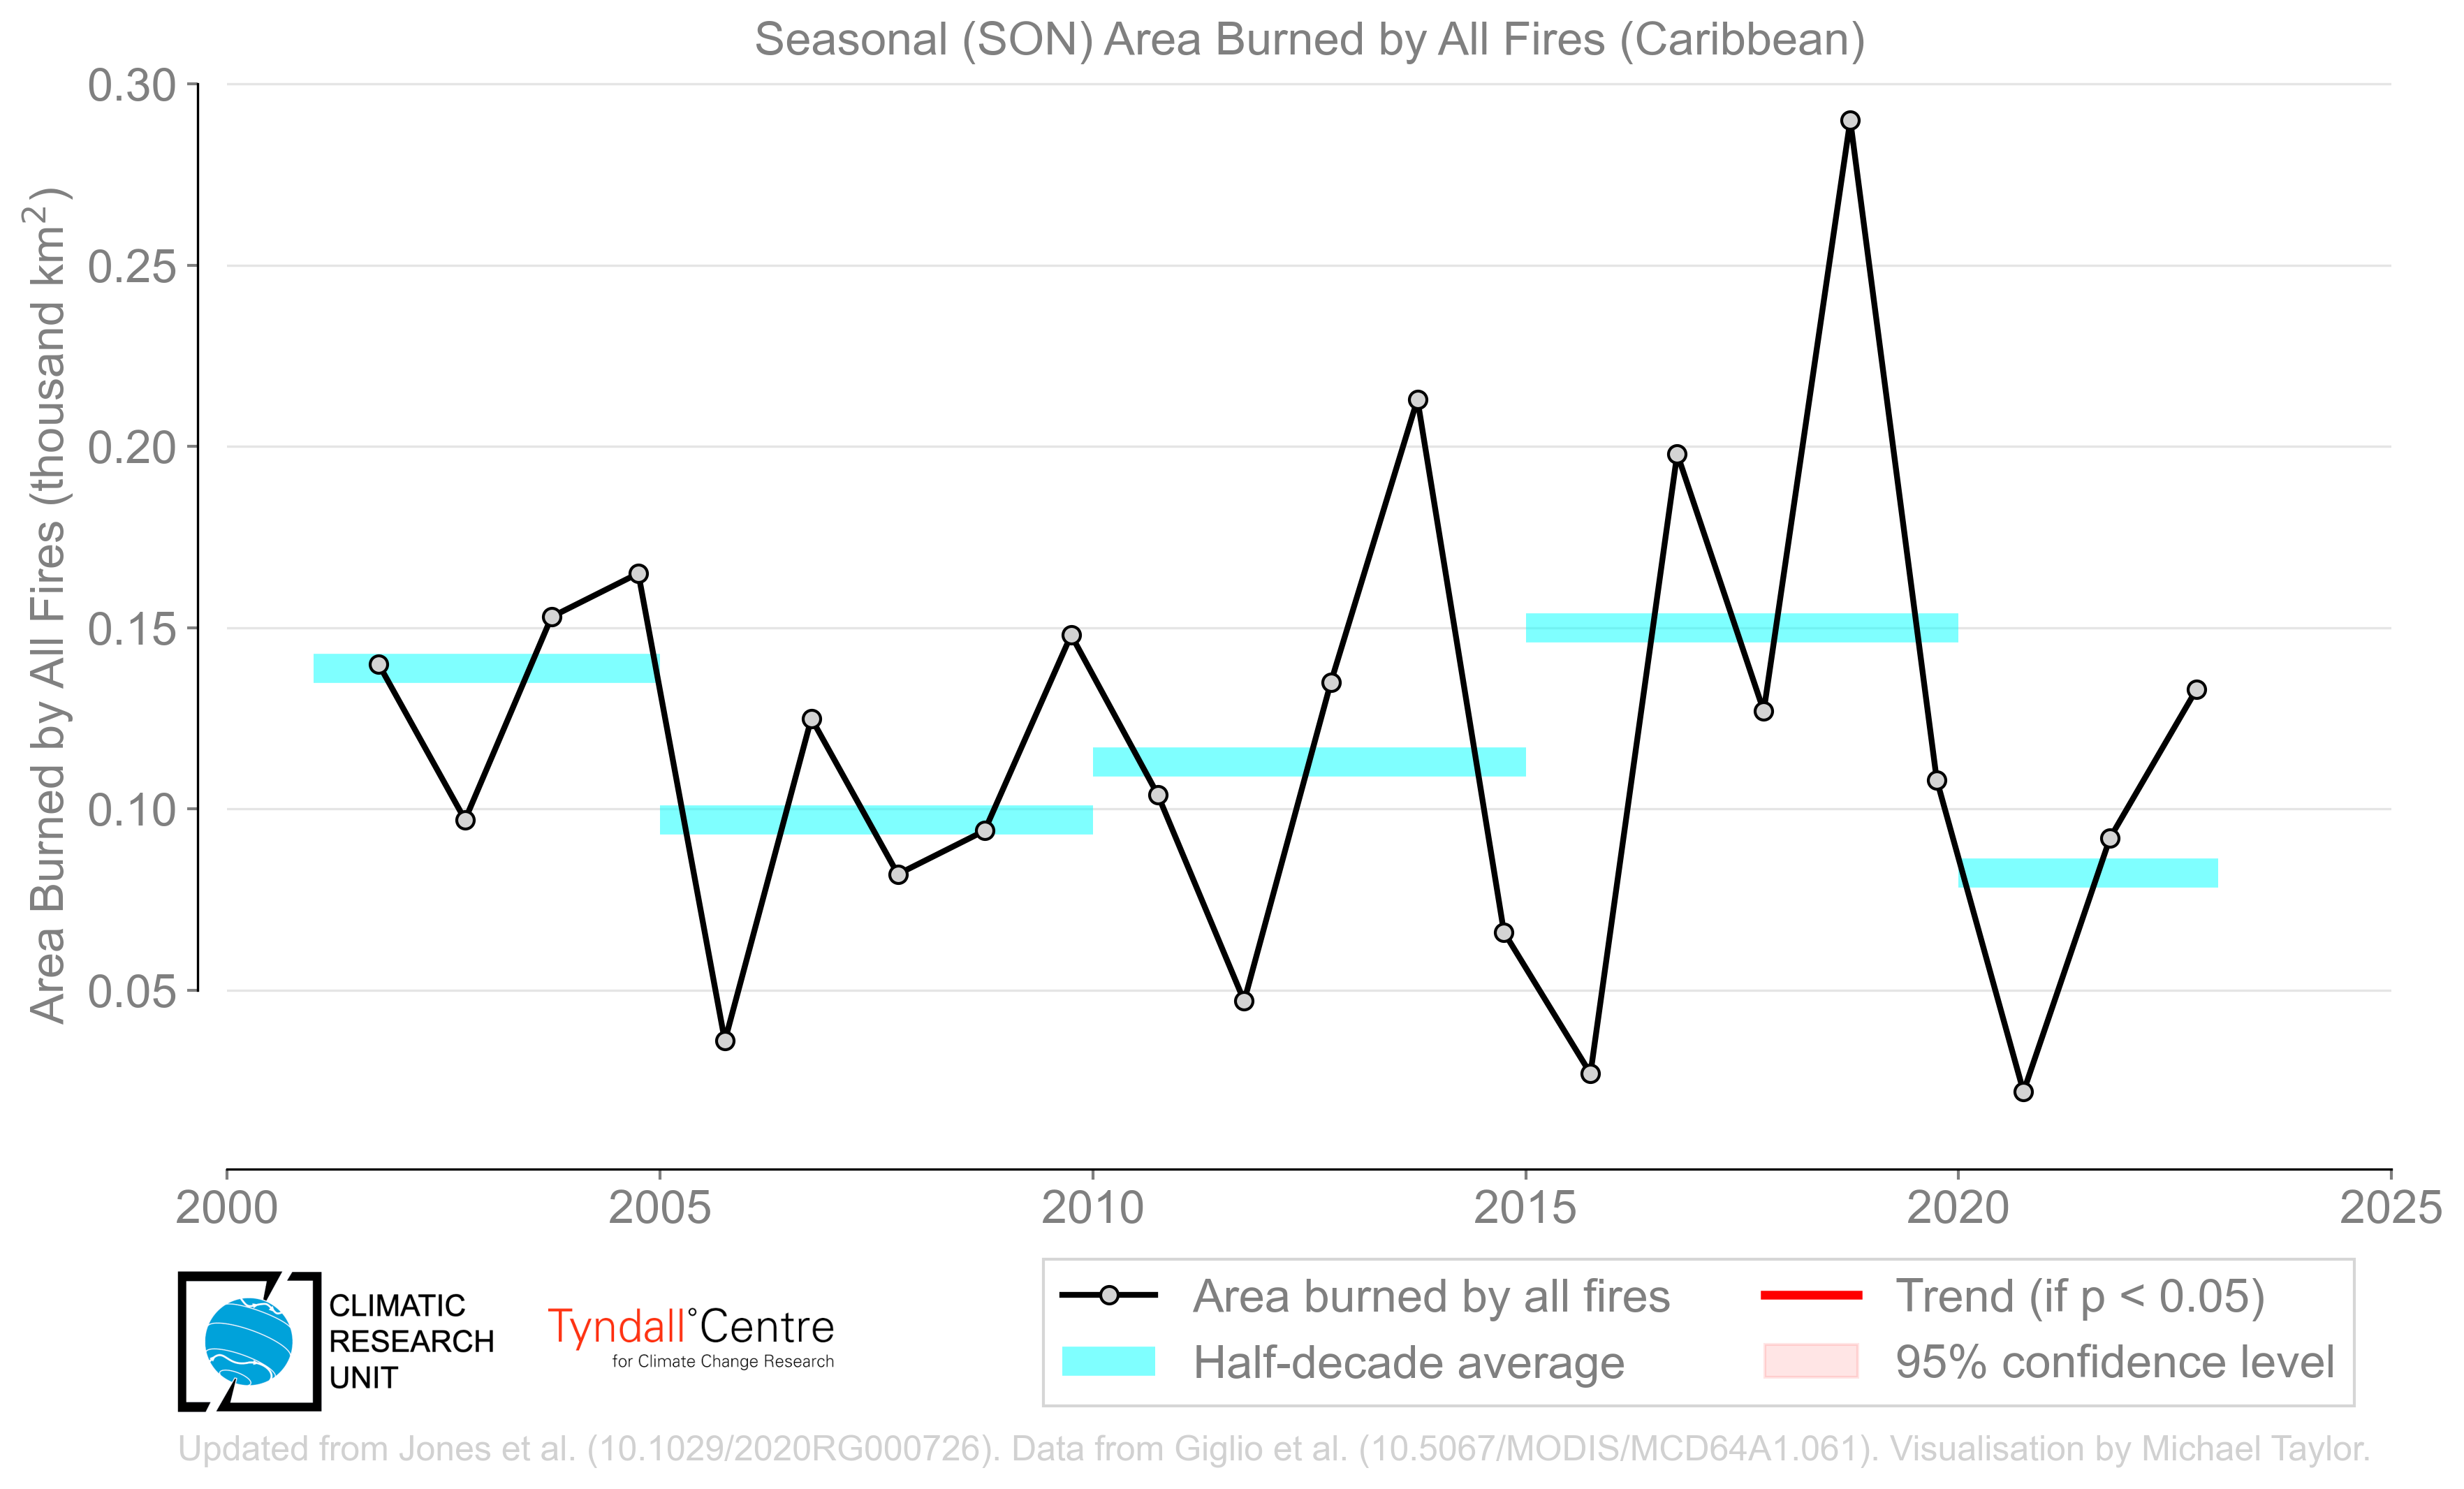 Seasonal (SON) Area Burned by All Fires (Caribbean)
Area Burned by All Fires (thousand km²)
0.30
0.25
0.20
0.15
0.10
0.05
2000 2005 2010 2015 2020 2025
CLIMATIC
RESEARCH
UNIT
Tyndall°Centre
for Climate Change Research
Area burned by all fires
Half-decade average
Trend (if p < 0.05)
95% confidence level
Updated from Jones et al. (10.1029/2020RG000726). Data from Giglio et al. (10.5067/MODIS/MCD64A1.061). Visualisation by Michael Taylor.